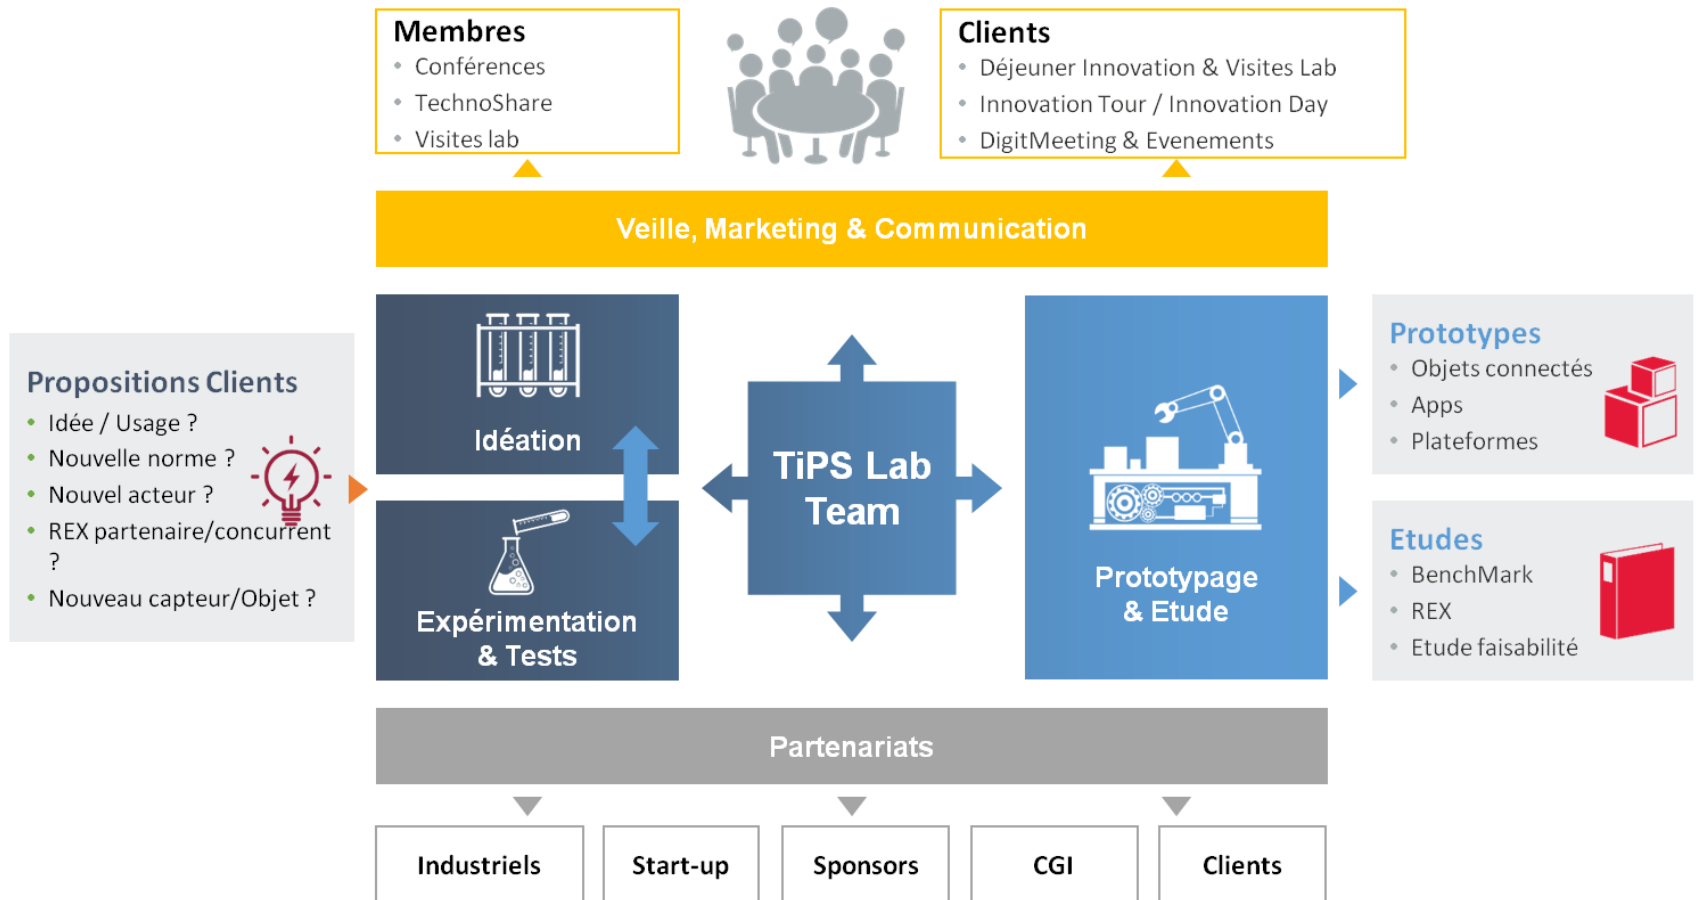 Membres
• Conférences
• TechnoShare
• Visites lab
Clients
• Déjeuner Innovation & Visites Lab
• Innovation Tour / Innovation Day
• DigitMeeting & Evenements
Veille, Marketing & Communication
Propositions Clients
• Idée / Usage ?
• Nouvelle norme ?
• Nouvel acteur ?
• REX partenaire/concurrent
?
• Nouveau capteur/Objet ?
Idéation
Expérimentation
& Tests
TiPS Lab
Team
Prototypage
& Etude
Prototypes
• Objets connectés
• Apps
• Plateformes
Etudes
• BenchMark
• REX
• Etude faisabilité
Partenariats
Industriels
Start-up
Sponsors
CGI
Clients